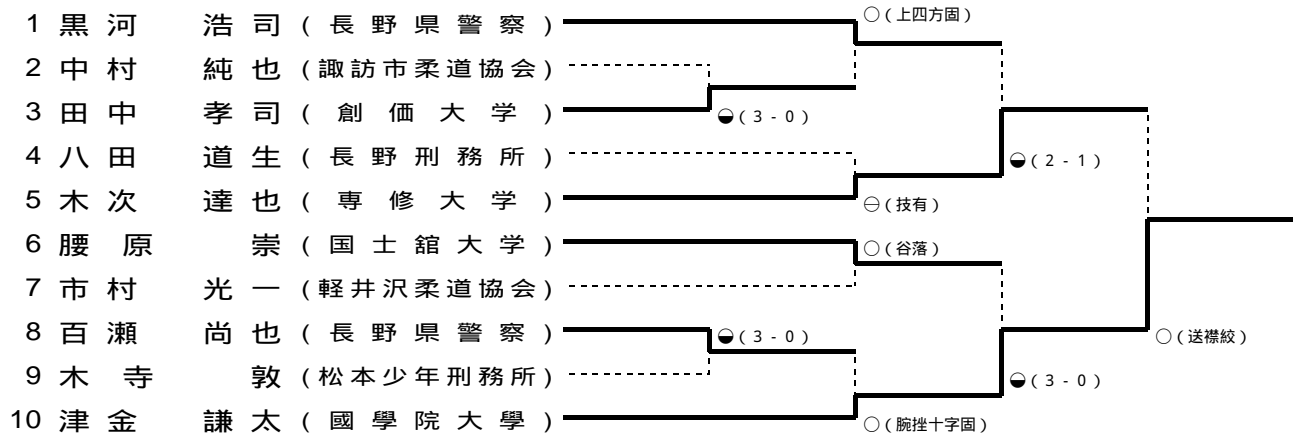 ○(上四方固)
1 黒河 浩司 (長野県警察)
2 中村 純也 (諏訪市柔道協会)
3 田中 孝司 (創価大学) ◒(3-0)
4 八田 道生 (長野刑務所) ◒(2-1)
5 木次 達也 (専修大学) ⊖(技有)
6 腰原 崇 (国士舘大学) ○(谷落)
7 市村 光一 (軽井沢柔道協会)
8 百瀬 尚也 (長野県警察) ◒(3-0) ○(送襟絞)
9 木寺 敦 (松本少年刑務所) ◒(3-0)
10 津金 謙太 (國學院大學) ○(腕挫十字固)